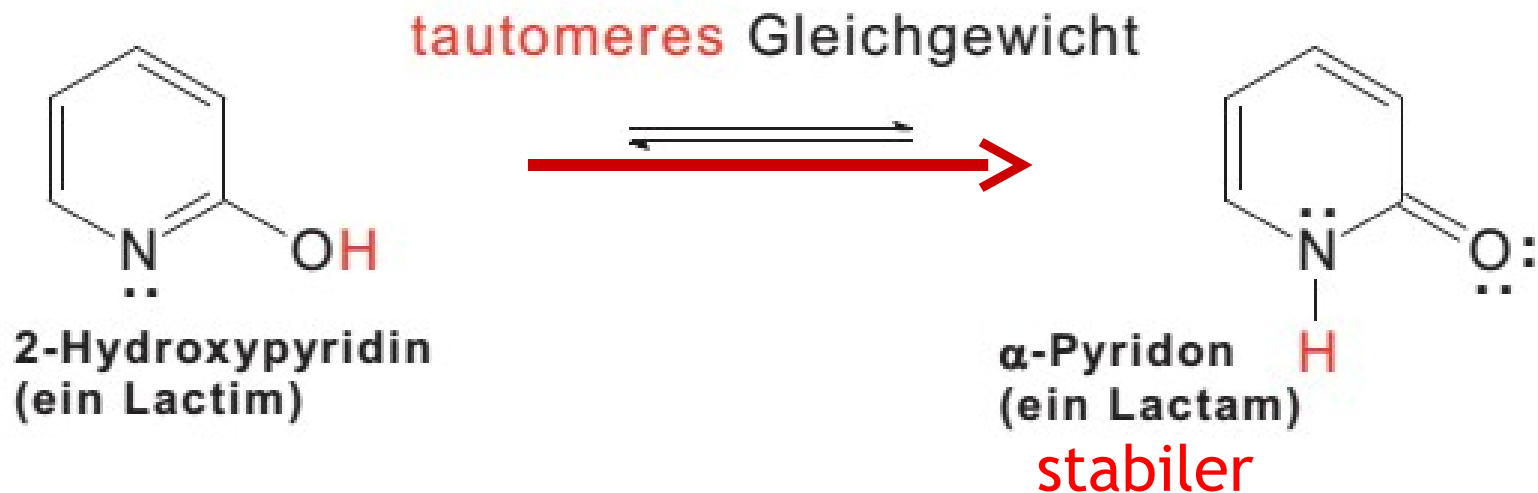 tautomeres Gleichgewicht
N
OH
N
O
H
2-Hydroxypyridin
(ein Lactim)
α-Pyridon
(ein Lactam)
stabiler